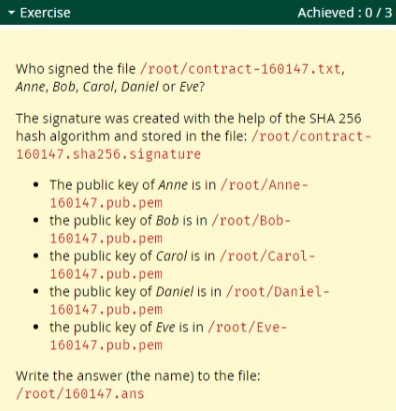 Exercise Achieved : 0 / 3
Who signed the file /root/contract-160147.txt,
Anne, Bob, Carol, Daniel or Eve?
The signature was created with the help of the SHA 256
hash algorithm and stored in the file: /root/contract-
160147.sha256.signature
• The public key of Anne is in /root/Anne-
160147.pub.pem
• the public key of Bob is in /root/Bob-
160147.pub.pem
• the public key of Carol is in /root/Carol-
160147.pub.pem
• the public key of Daniel is in /root/Daniel-
160147.pub.pem
• the public key of Eve is in /root/Eve-
160147.pub.pem
Write the answer (the name) to the file:
/root/160147.ans